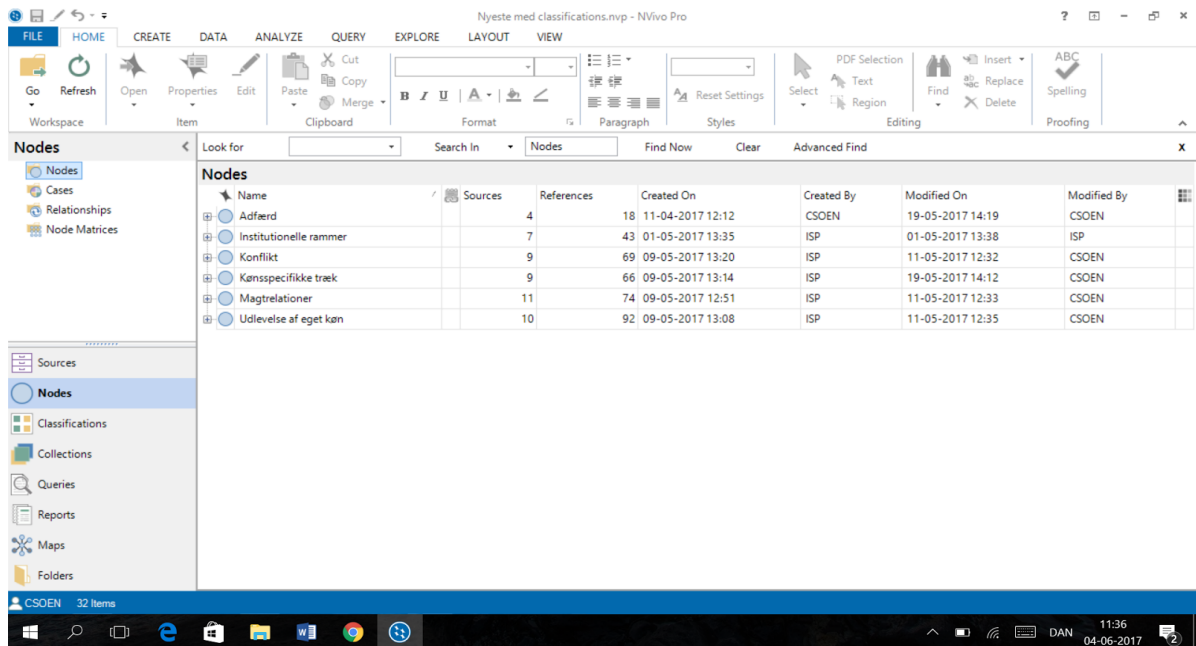 Nyeste med classifications.nvp - NVivo Pro
?
FILE HOME CREATE DATA ANALYZE QUERY EXPLORE LAYOUT VIEW
Go Refresh Open Properties Edit Paste Cut Copy Merge
B I U A
Reset Settings
Select PDF Selection Text Region
Find Insert Replace Delete
ABC Spelling
Workspace Item Clipboard Format Paragraph Styles Editing Proofing
Nodes
Look for Search In Nodes Find Now Clear Advanced Find x
Nodes
Cases
Relationships
Node Matrices
Nodes
Name Sources References Created On Created By Modified On Modified By
Adfærd 4 18 11-04-2017 12:12 CSOEN 19-05-2017 14:19 CSOEN
Institutionelle rammer 7 43 01-05-2017 13:35 ISP 01-05-2017 13:38 ISP
Konflikt 9 69 09-05-2017 13:20 ISP 11-05-2017 12:32 CSOEN
Kønsspecifikke træk 9 66 09-05-2017 13:14 ISP 19-05-2017 14:12 CSOEN
Magtrelationer 11 74 09-05-2017 12:51 ISP 11-05-2017 12:33 CSOEN
Udlevelse af eget køn 10 92 09-05-2017 13:08 ISP 11-05-2017 12:35 CSOEN
Sources
Nodes
Classifications
Collections
Queries
Reports
Maps
Folders
CSOEN 32 Items
DAN 11:36
04-06-2017 2